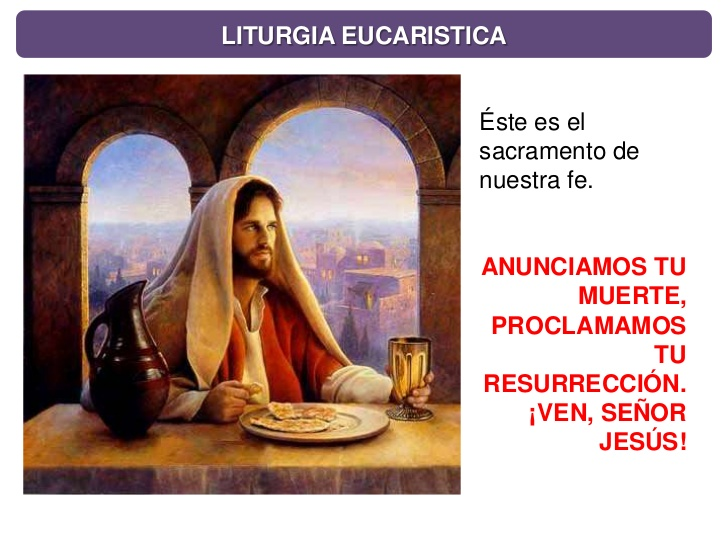 LITURGIA EUCARISTICA
Éste es el
sacramento de
nuestra fe.
ANUNCIAMOS TU
MUERTE,
PROCLAMAMOS
TU
RESURRECCIÓN.
¡VEN, SEÑOR
JESÚS!